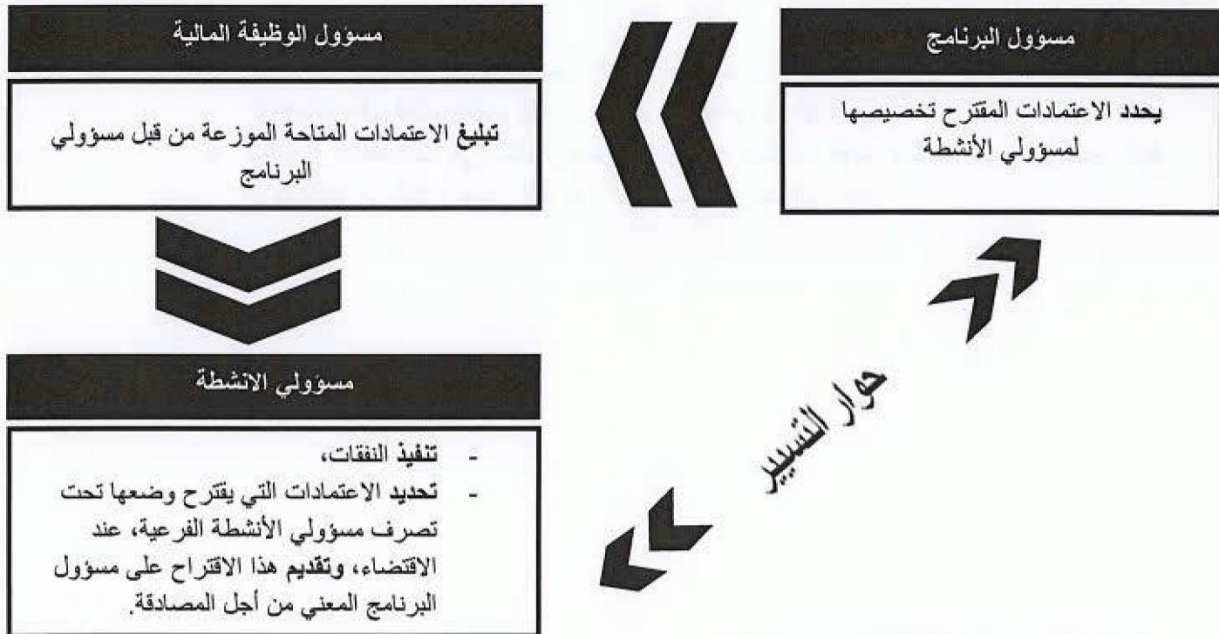 مسؤول البرنامج
يحدد الاعتمادات المقترح تخصيصها
لمسؤولي الأنشطة
مسؤول الوظيفة المالية
تبليغ الاعتمادات المتاحة الموزعة من قبل مسؤولي
البرنامج
مسؤولي الانشطة
- تنفيذ النفقات،
- تحديد الاعتمادات التي يقترح وضعها تحت
تصرف مسؤولي الأنشطة الفرعية، عند
الاقتضاء، وتقديم هذا الاقتراح على مسؤول
البرنامج المعني من أجل المصادقة.
حوار التسيير